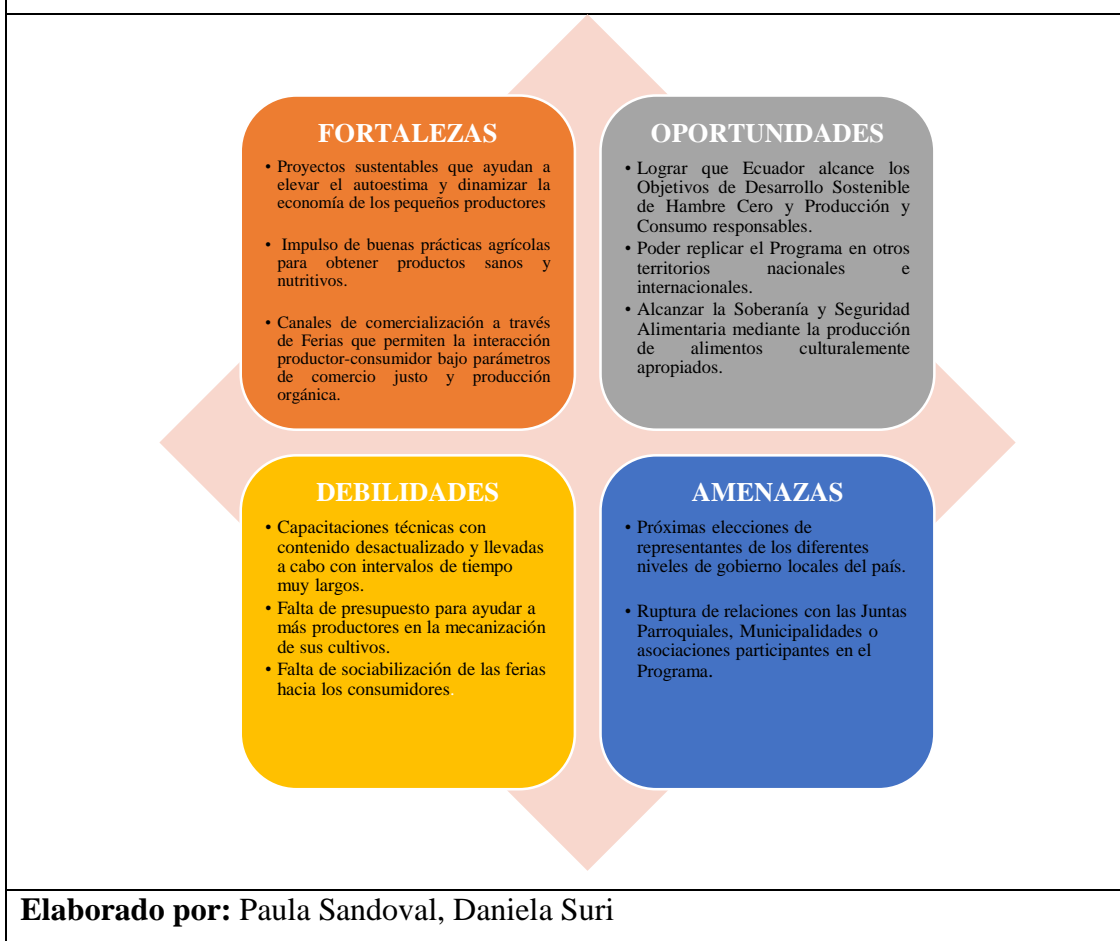 FORTALEZAS
• Proyectos sustentables que ayudan a
elevar el autoestima y dinamizar la
economía de los pequeños productores
• Impulso de buenas prácticas agrícolas
para obtener productos sanos y
nutritivos.
• Canales de comercialización a través
de Ferias que permiten la interacción
productor-consumidor bajo parámetros
de comercio justo y producción
orgánica.
OPORTUNIDADES
• Lograr que Ecuador alcance los
Objetivos de Desarrollo Sostenible
de Hambre Cero y Producción y
Consumo responsables.
• Poder replicar el Programa en otros
territorios nacionales e
internacionales.
• Alcanzar la Soberanía y Seguridad
Alimentaria mediante la producción
de alimentos culturalemente
apropiados.
DEBILIDADES
• Capacitaciones técnicas con
contenido desactualizado y llevadas
a cabo con intervalos de tiempo
muy largos.
• Falta de presupuesto para ayudar a
más productores en la mecanización
de sus cultivos.
• Falta de sociabilización de las ferias
hacia los consumidores.
AMENAZAS
• Próximas elecciones de
representantes de los diferentes
niveles de gobierno locales del país.
• Ruptura de relaciones con las Juntas
Parroquiales, Municipalidades o
asociaciones participantes en el
Programa.
Elaborado por: Paula Sandoval, Daniela Suri